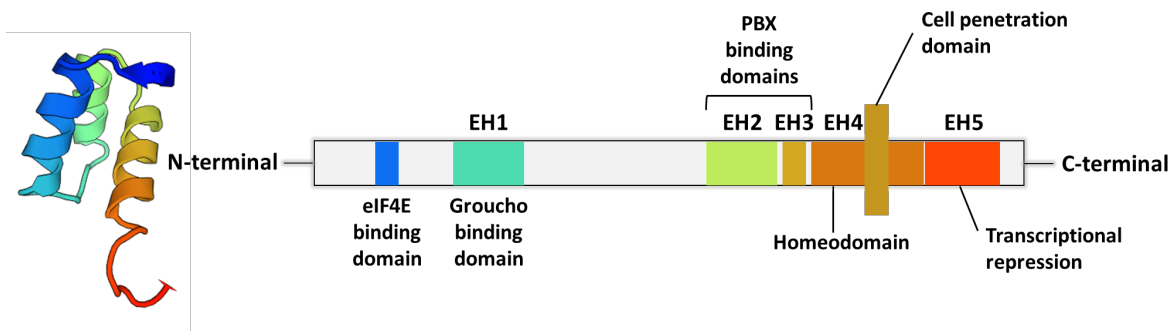 PBX
binding
domains
Cell penetration
domain
EH1
EH2
EH3
EH4
EH5
N-terminal
C-terminal
eIF4E
binding
domain
Groucho
binding
domain
Homeodomain
Transcriptional
repression